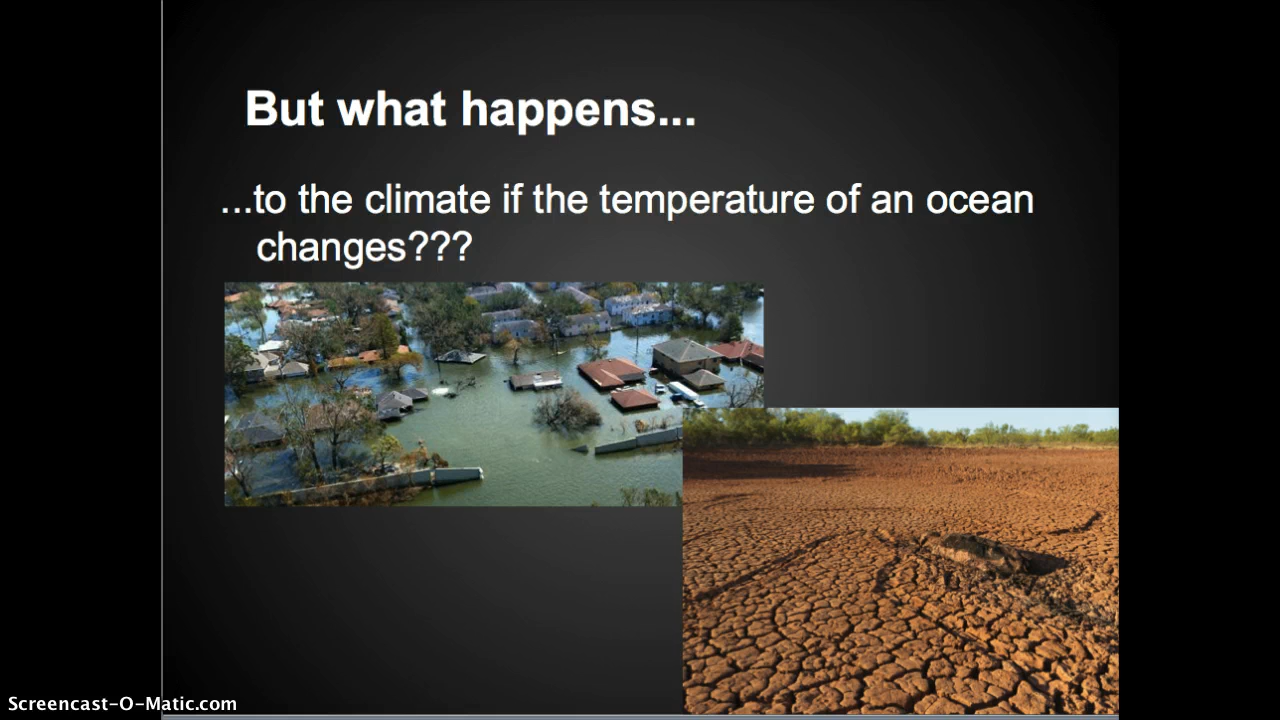 But what happens...
...to the climate if the temperature of an ocean
changes???
Screencast-O-Matic.com